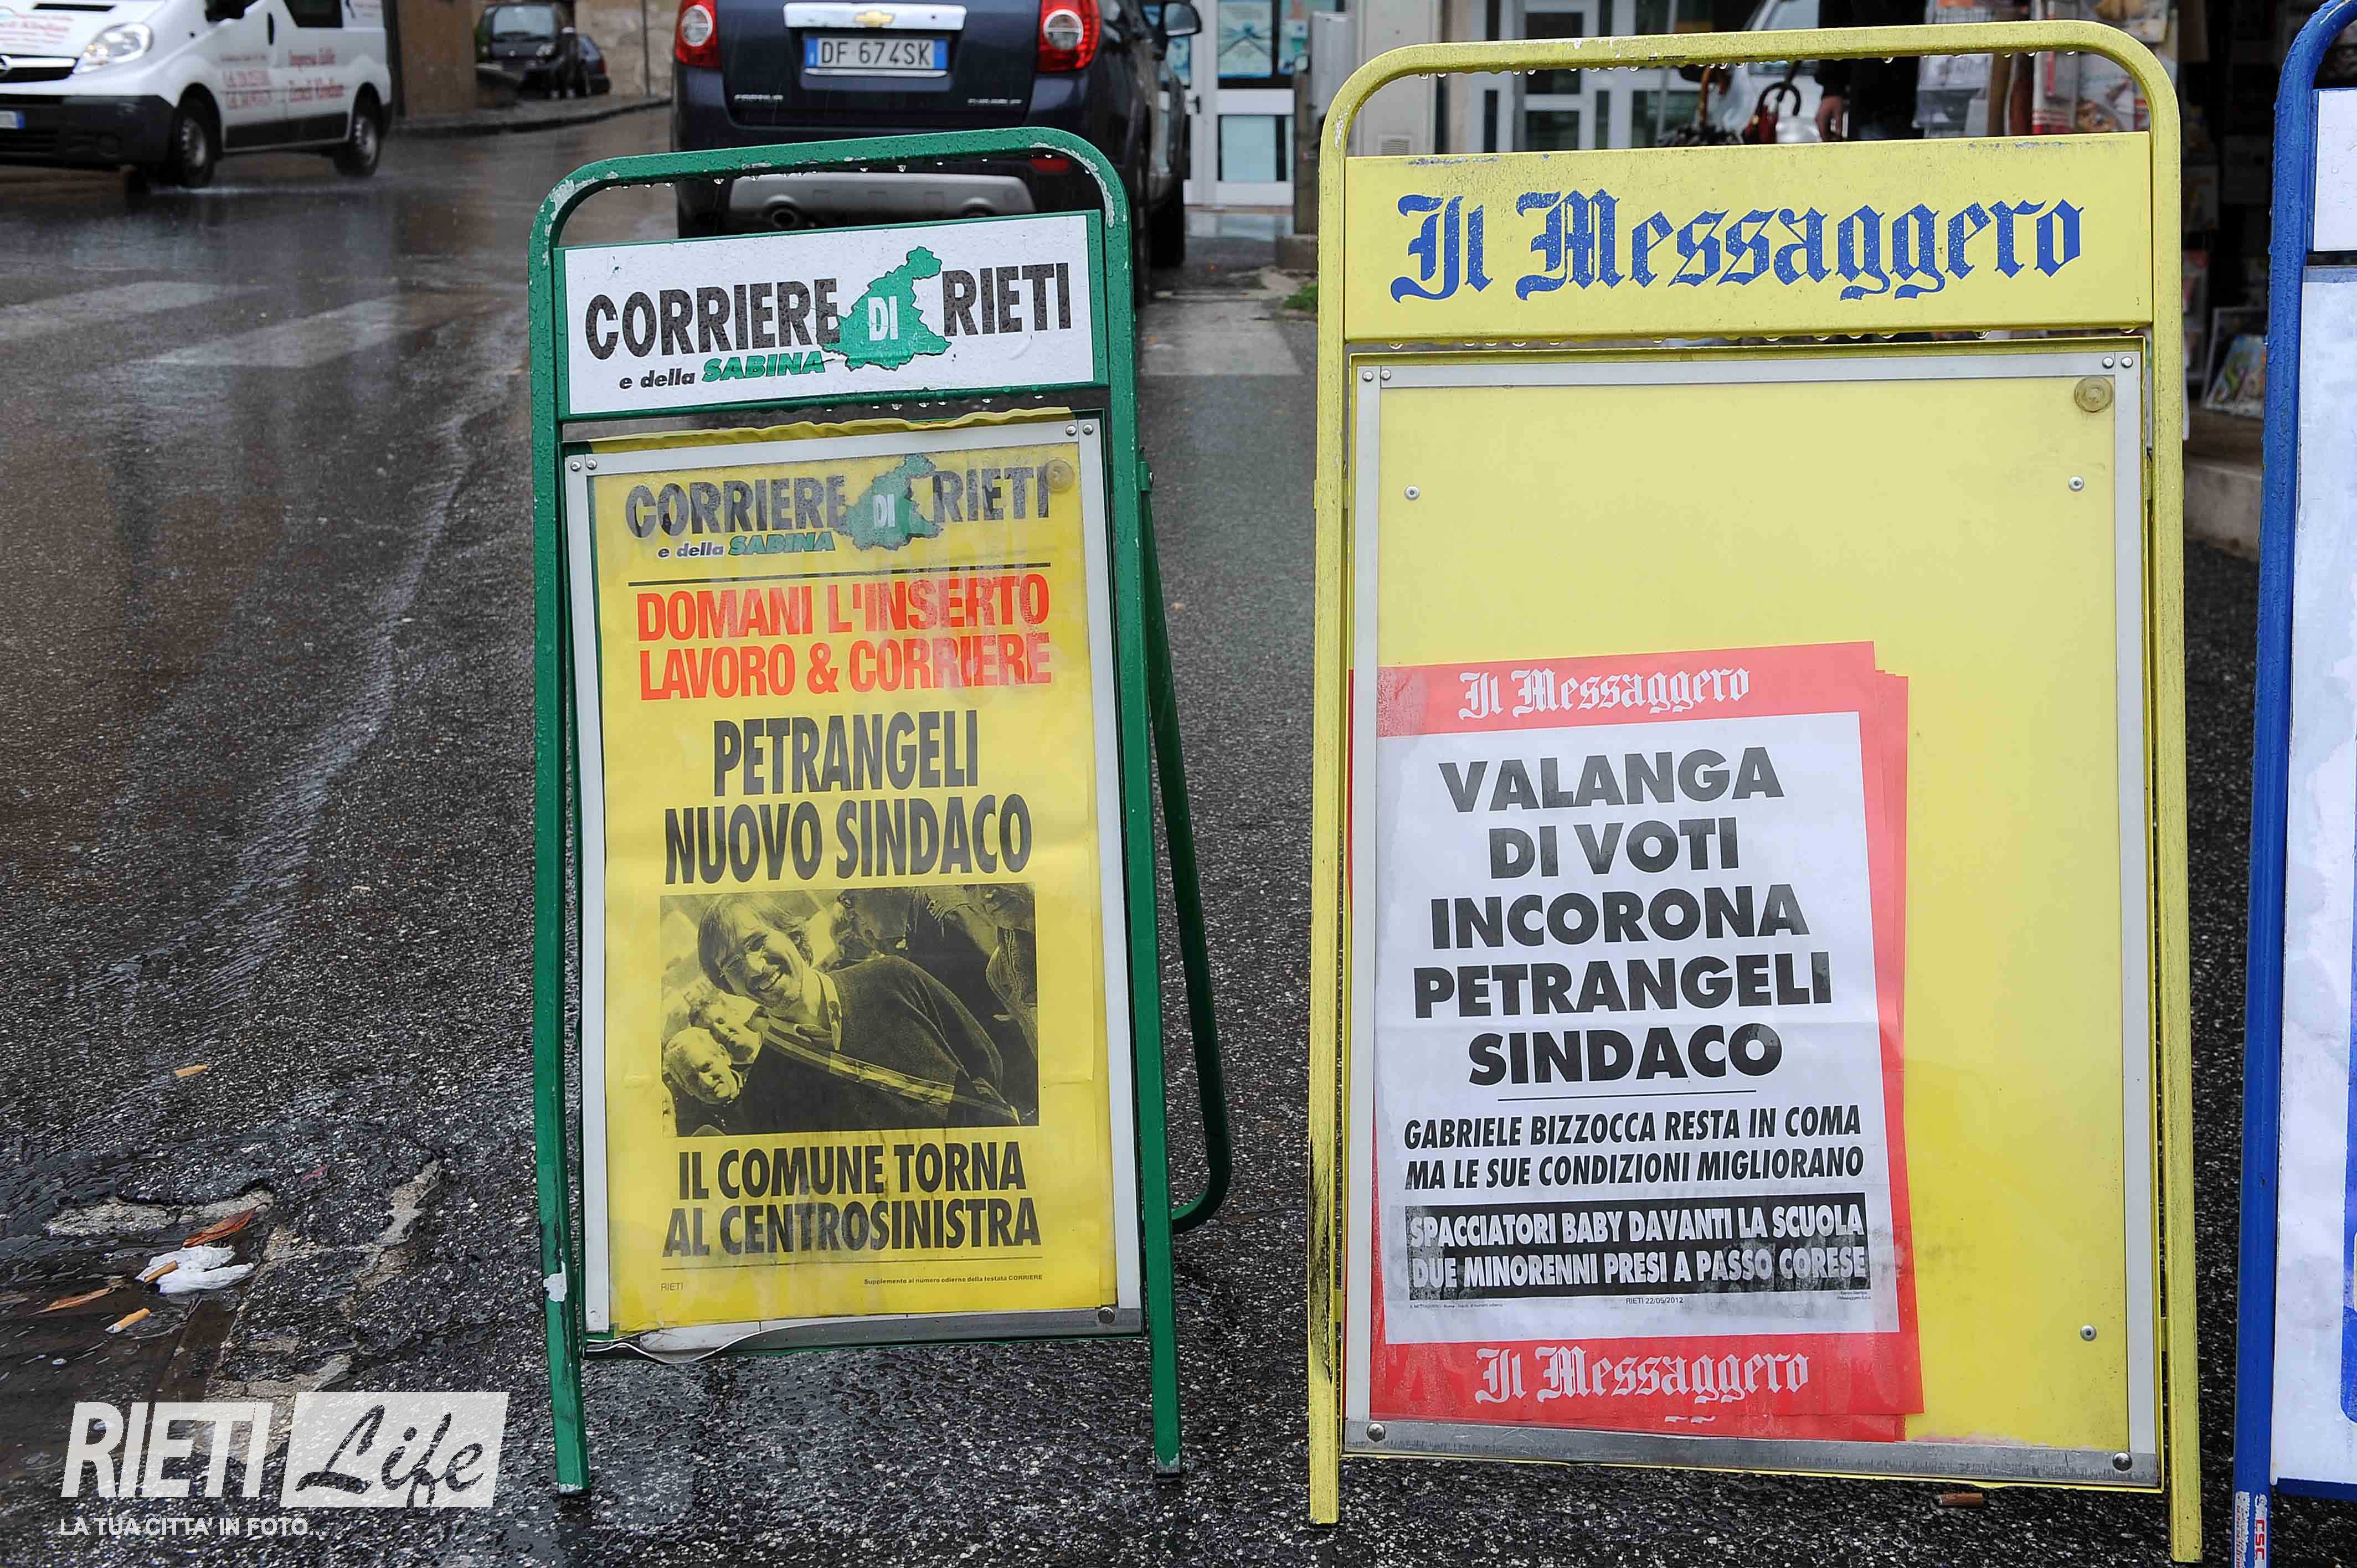 DF 674SK
CORRIERE DI RIETI
e della SABINA
CORRIERE DI RIETI
e della SABINA
DOMANI L'INSERTO
LAVORO & CORRIERE
PETRANGELI
NUOVO SINDACO
IL COMUNE TORNA
AL CENTROSINISTRA
RIETI
Supplemento al numero odierno della testata CORRIERE
Il Messaggero
Il Messaggero
VALANGA
DI VOTI
INCORONA
PETRANGELI
SINDACO
GABRIELE BIZZOCCA RESTA IN COMA
MA LE SUE CONDIZIONI MIGLIORANO
SPACCIATORI BABY DAVANTI LA SCUOLA
DUE MINORENNI PRESI A PASSO CORESE
RIETI 22/05/2012
Il Messaggero
RIETI Life
LA TUA CITTA' IN FOTO...